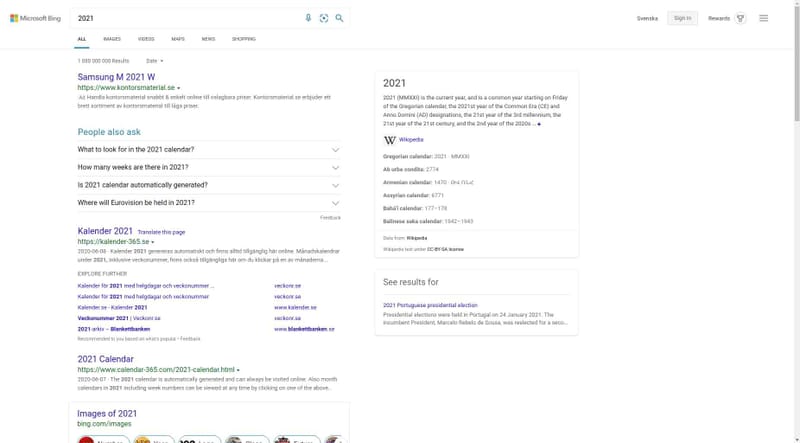 Microsoft Bing
2021
Svenska
Sign in
Rewards
ALL
IMAGES
VIDEOS
MAPS
NEWS
SHOPPING
Results
Date
Samsung M 2021 W
https://www.kontorsmaterial.se
Ad Handla kontorsmaterial snabbt & enkelt online till oslagbara priser. Kontorsmaterial.se erbjuder ett
brett sortiment av kontorsmaterial till låga priser.
People also ask
What to look for in the 2021 calendar?
How many weeks are there in 2021?
Is 2021 calendar automatically generated?
Where will Eurovision be held in 2021?
Feedback
Kalender 2021 Translate this page
https://kalender-365.se
2020-06-08 · Kalender 2021 genereras automatiskt och finns alltid tillgänglig här online. Månadskalendrar
under 2021, inklusive veckonummer, finns också tillgängliga här om du klickar på en av månaderna...
EXPLORE FURTHER
Kalender för 2021 med helgdagar och veckonummer ... veckonr.se
Kalender för 2021 med helgdagar och veckonummer veckonr.se
Kalender.se - Kalender 2021 www.kalender.se
Veckonummer 2021 | Veckonr.se veckonr.se
2021-arkiv – Blankettbanken www.blankettbanken.se
Recommended to you based on what's popular • Feedback
2021 Calendar
https://www.calendar-365.com/2021-calendar.html
2020-06-07 · The 2021 calendar is automatically generated and can always be visited online. Also month
calendars in 2021 including week numbers can be viewed at any time by clicking on one of the above...
Images of 2021
bing.com/images
2021
2021 (MMXXI) is the current year, and is a common year starting on Friday
of the Gregorian calendar, the 2021st year of the Common Era (CE) and
Anno Domini (AD) designations, the 21st year of the 3rd millennium, the
21st year of the 21st century, and the 2nd year of the 2020s ...
W Wikipedia
Gregorian calendar: 2021 · MMXXI
Ab urbe condita: 2774
Armenian calendar: 1470
Assyrian calendar: 6771
Bahá'í calendar: 177–178
Balinese saka calendar: 1942–1943
Data from: Wikipedia
Wikipedia text under CC-BY-SA license
See results for
2021 Portuguese presidential election
Presidential elections were held in Portugal on 24 January 2021. The
incumbent President, Marcelo Rebelo de Sousa, was reelected for a seco...